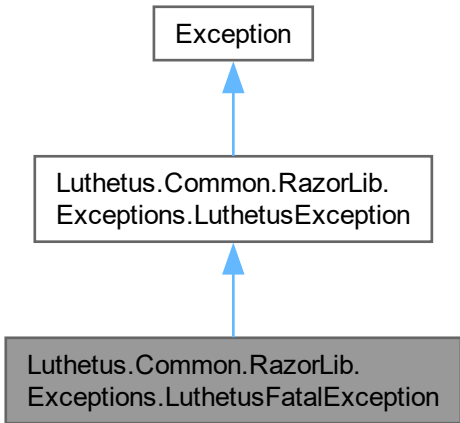 Exception
Luthetus.Common.RazorLib.
Exceptions.LuthetusException
Luthetus.Common.RazorLib.
Exceptions.LuthetusFatalException